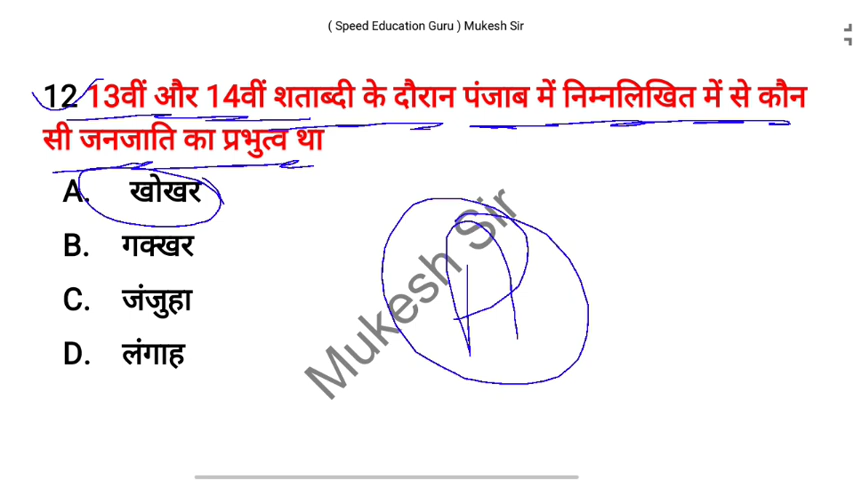 ( Speed Education Guru ) Mukesh Sir
12 13वीं और 14वीं शताब्दी के दौरान पंजाब में निम्नलिखित में से कौन
सी जनजाति का प्रभुत्व था
A. खोखर
B. गक्खर
C. जंजुहा
D. लंगाह
Mukesh Sir